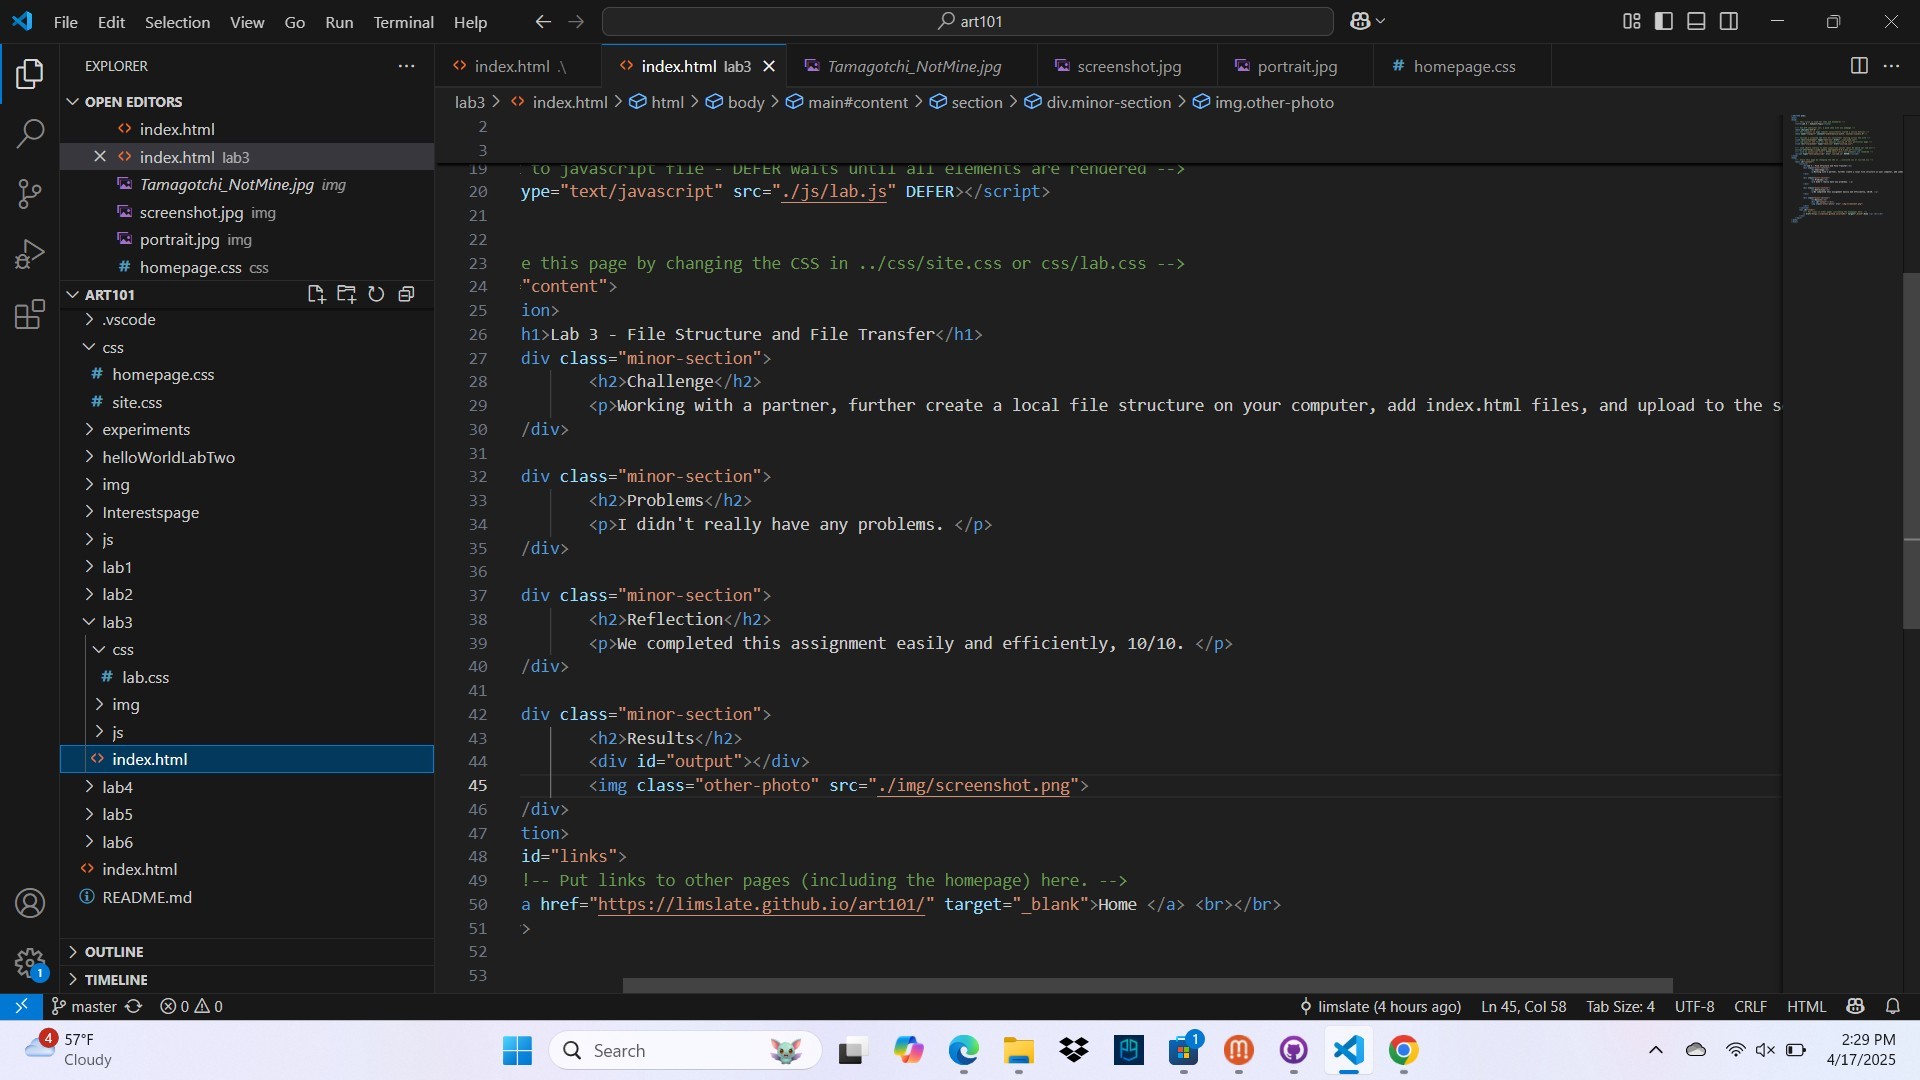 File Edit Selection View Go Run Terminal Help
art101
EXPLORER
OPEN EDITORS
index.html
index.html lab3
Tamagotchi_NotMine.jpg img
screenshot.jpg img
portrait.jpg img
homepage.css css
ART101
.vscode
css
homepage.css
site.css
experiments
helloWorldLabTwo
img
Interestspage
js
lab1
lab2
lab3
css
lab.css
img
js
index.html
lab4
lab5
lab6
index.html
README.md
OUTLINE
TIMELINE
index.html .\
index.html lab3
Tamagotchi_NotMine.jpg
screenshot.jpg
portrait.jpg
homepage.css
lab3 > index.html > html > body > main#content > section > div.minor-section > img.other-photo
2
3
19 to javascript file - DEFER waits until all elements are rendered -->
20 ype="text/javascript" src="./js/lab.js" DEFER></script>
21
22
23 e this page by changing the CSS in ../css/site.css or css/lab.css -->
24 "content">
25 ion>
26 h1>Lab 3 - File Structure and File Transfer</h1>
27 div class="minor-section">
28 <h2>Challenge</h2>
29 <p>Working with a partner, further create a local file structure on your computer, add index.html files, and upload to the s
30 /div>
31
32 div class="minor-section">
33 <h2>Problems</h2>
34 <p>I didn't really have any problems. </p>
35 /div>
36
37 div class="minor-section">
38 <h2>Reflection</h2>
39 <p>We completed this assignment easily and efficiently, 10/10. </p>
40 /div>
41
42 div class="minor-section">
43 <h2>Results</h2>
44 <div id="output"></div>
45 <img class="other-photo" src="./img/screenshot.png">
46 /div>
47 tion>
48 id="links">
49 !-- Put links to other pages (including the homepage) here. -->
50 a href="https://limslate.github.io/art101/" target="_blank">Home </a> <br></br>
51 >
52
53
1
master 0 0
limslate (4 hours ago) Ln 45, Col 58 Tab Size: 4 UTF-8 CRLF HTML
4
57°F
Cloudy
Search
1
2:29 PM
4/17/2025